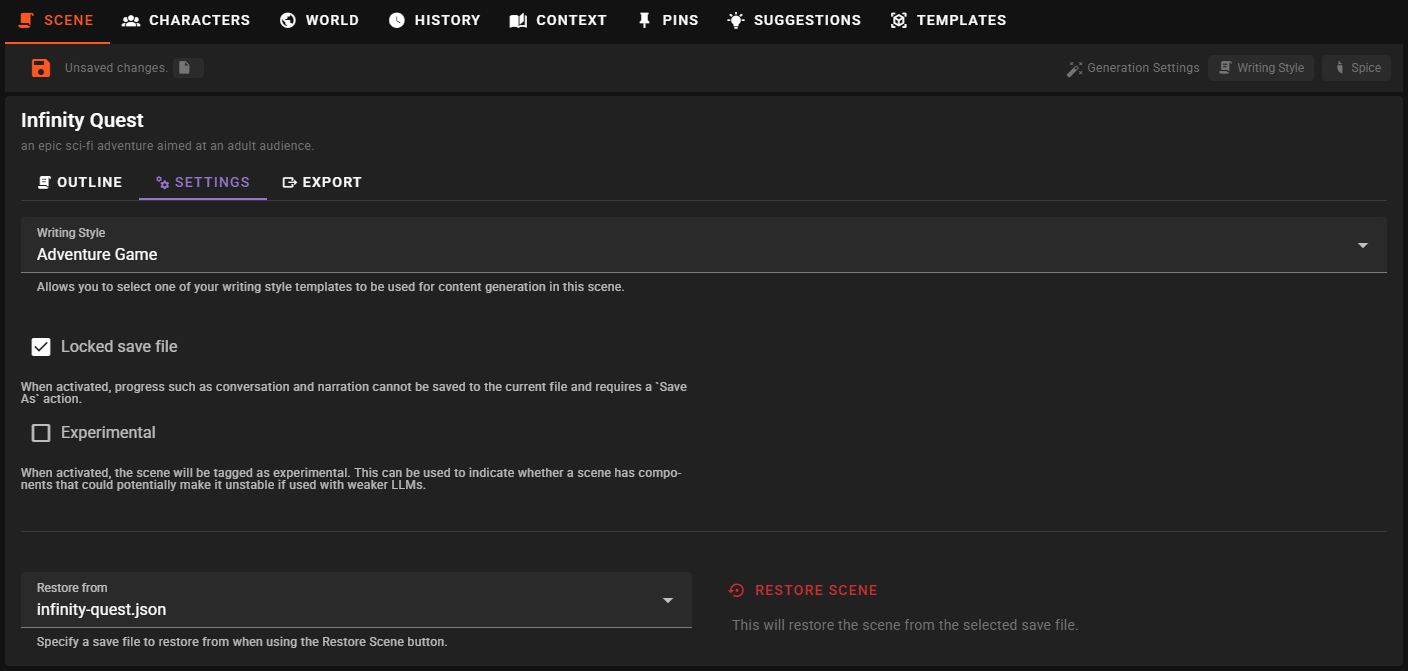 SCENE CHARACTERS WORLD HISTORY CONTEXT PINS SUGGESTIONS TEMPLATES
Unsaved changes. Generation Settings Writing Style Spice
Infinity Quest
an epic sci-fi adventure aimed at an adult audience.
OUTLINE SETTINGS EXPORT
Writing Style
Adventure Game
Allows you to select one of your writing style templates to be used for content generation in this scene.
Locked save file
When activated, progress such as conversation and narration cannot be saved to the current file and requires a `Save
As` action.
Experimental
When activated, the scene will be tagged as experimental. This can be used to indicate whether a scene has compo-
nents that could potentially make it unstable if used with weaker LLMs.
Restore from
infinity-quest.json
Specify a save file to restore from when using the Restore Scene button.
RESTORE SCENE
This will restore the scene from the selected save file.